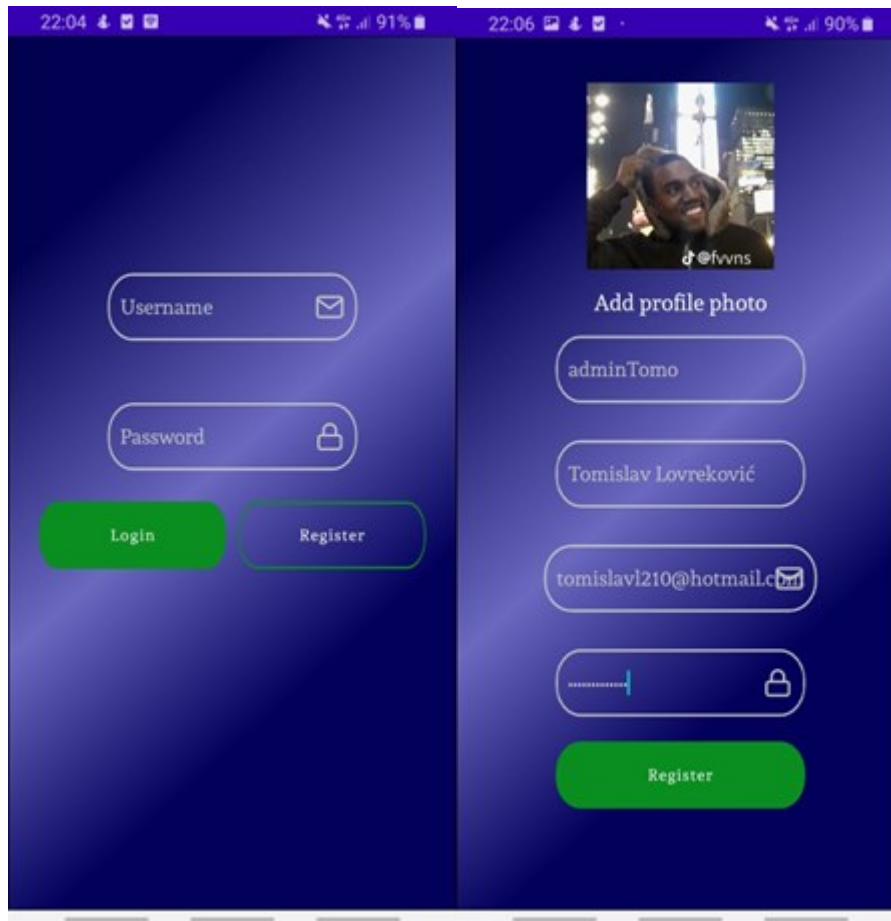 22:04
91%
Username
Password
Login
Register
22:06
90%
@fvvns
Add profile photo
adminTomo
Tomislav Lovreković
tomislavl210@hotmail.com
Register